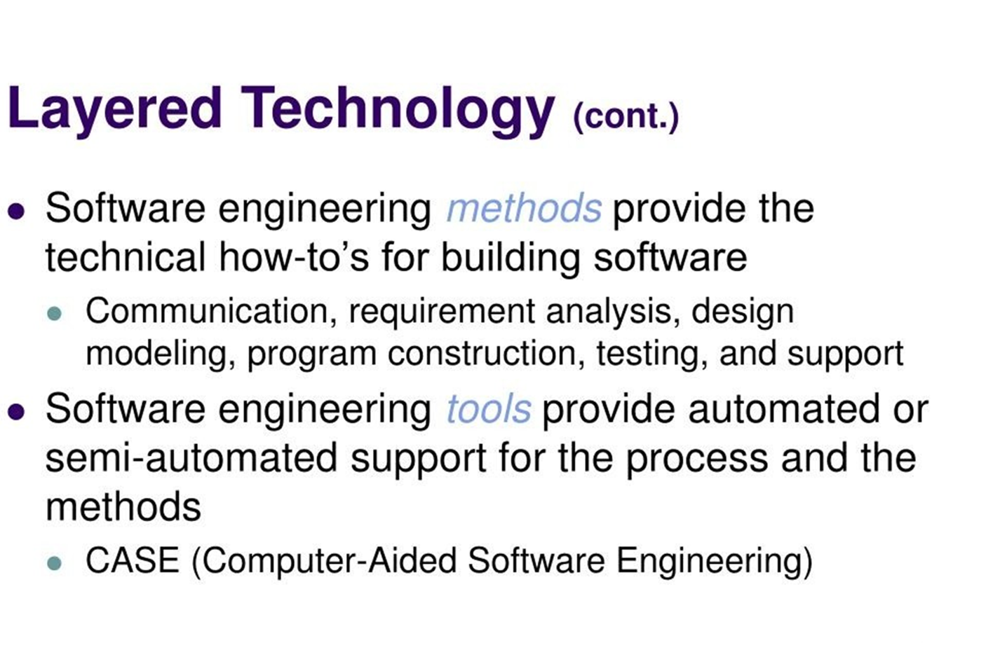 Layered Technology (cont.)
• Software engineering methods provide the
technical how-to’s for building software
• Communication, requirement analysis, design
modeling, program construction, testing, and support
• Software engineering tools provide automated or
semi-automated support for the process and the
methods
• CASE (Computer-Aided Software Engineering)